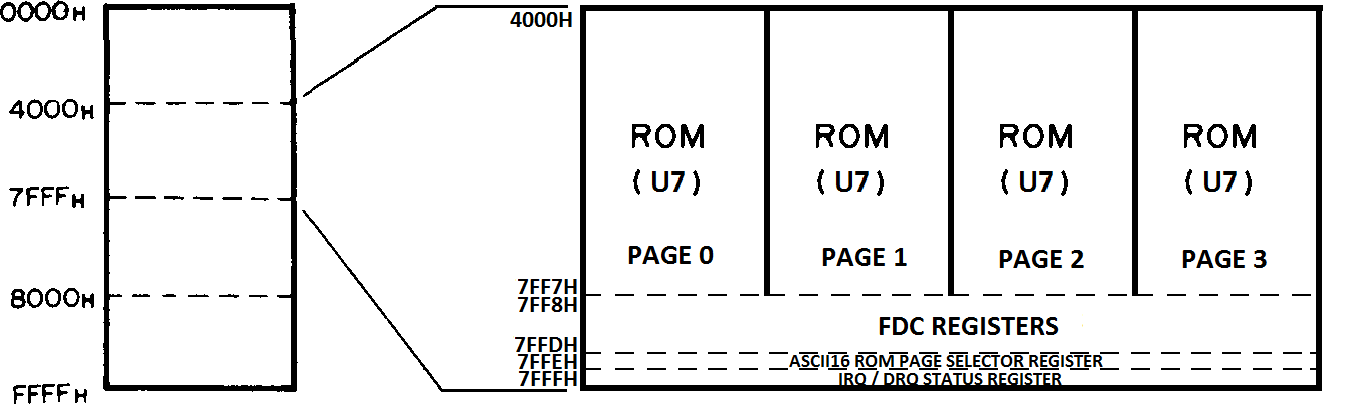 0000H
4000H
7FFFH
8000H
FFFFH
4000H
ROM ROM ROM ROM
( U7 ) ( U7 ) ( U7 ) ( U7 )
PAGE 0 PAGE 1 PAGE 2 PAGE 3
7FF7H
7FF8H
FDC REGISTERS
7FFDH
7FFEH ASCII16 ROM PAGE SELECTOR REGISTER
7FFFH IRQ / DRQ STATUS REGISTER